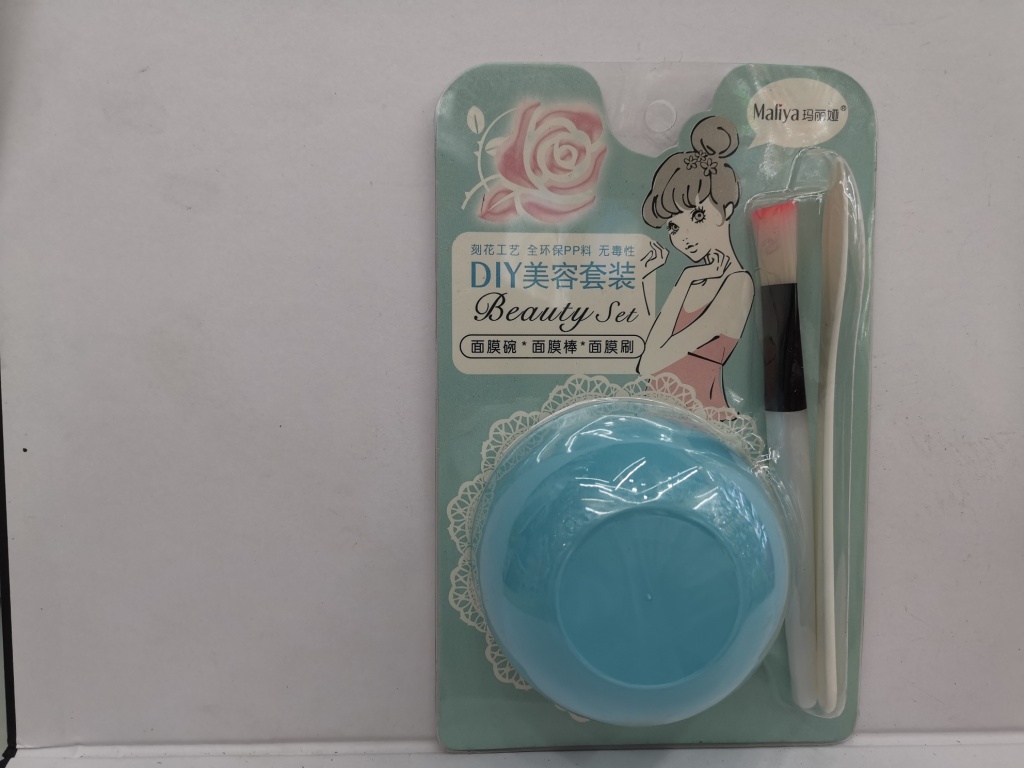 Maliya 玛丽娅®
刻花工艺 全环保PP料 无毒性
DIY美容套装
Beauty Set
面膜碗*面膜棒*面膜刷